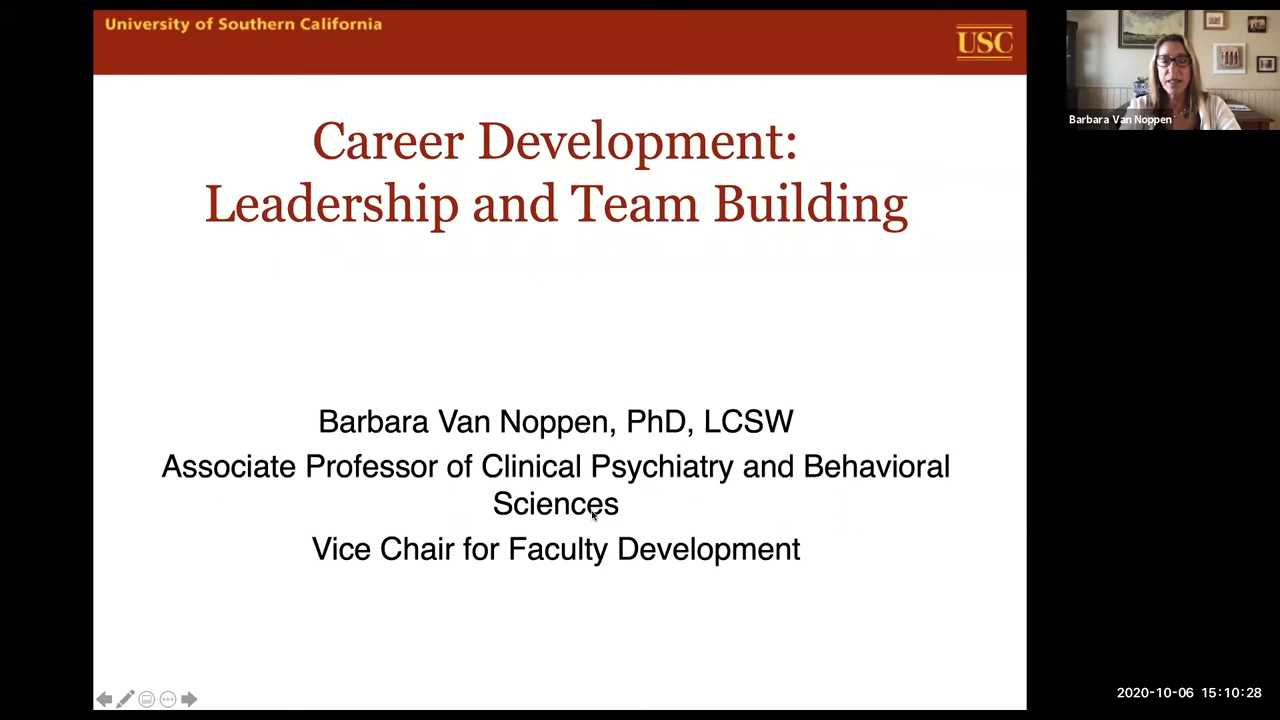 University of Southern California
USC
Career Development:
Leadership and Team Building
Barbara Van Noppen, PhD, LCSW
Associate Professor of Clinical Psychiatry and Behavioral
Sciences
Vice Chair for Faculty Development
Barbara Van Noppen
2020-10-06 15:10:28